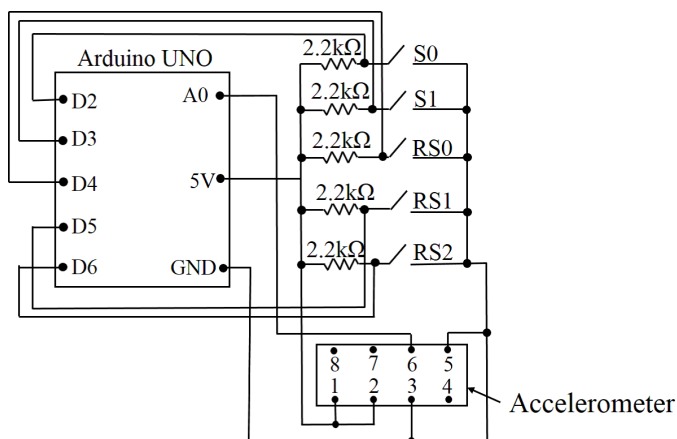 2.2kΩ S0
Arduino UNO
2.2kΩ S1
D2 A0
2.2kΩ RS0
D3
D4 5V
2.2kΩ RS1
D5
2.2kΩ RS2
D6 GND
8 7 6 5
1 2 3 4
Accelerometer